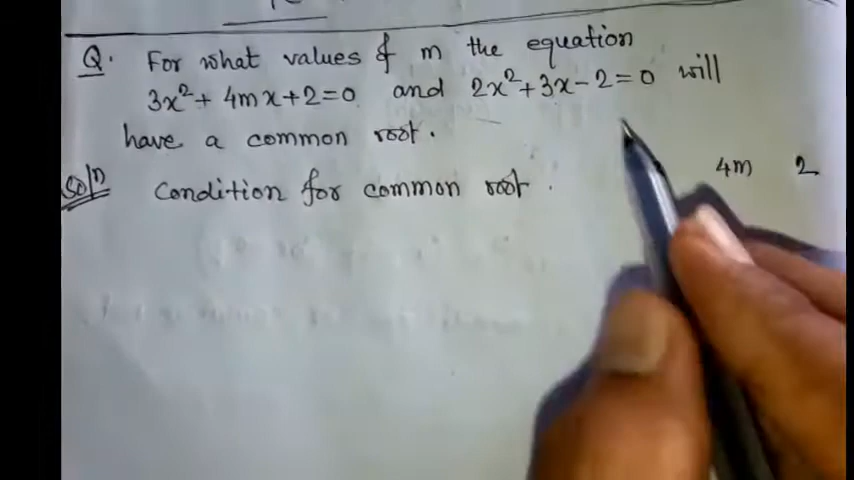 Q. For what values of m the equation
3x² + 4mx + 2 = 0 and 2x² + 3x - 2 = 0 will
have a common root.
Soln Condition for common root.
4m 2